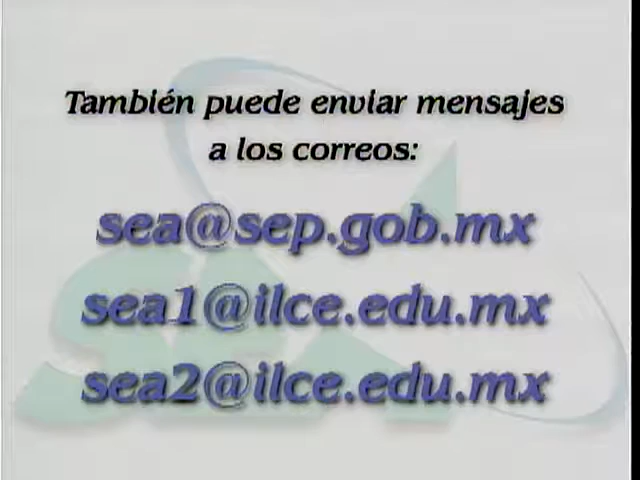 También puede enviar mensajes
a los correos:
sea@sep.gob.mx
sea1@ilce.edu.mx
sea2@ilce.edu.mx